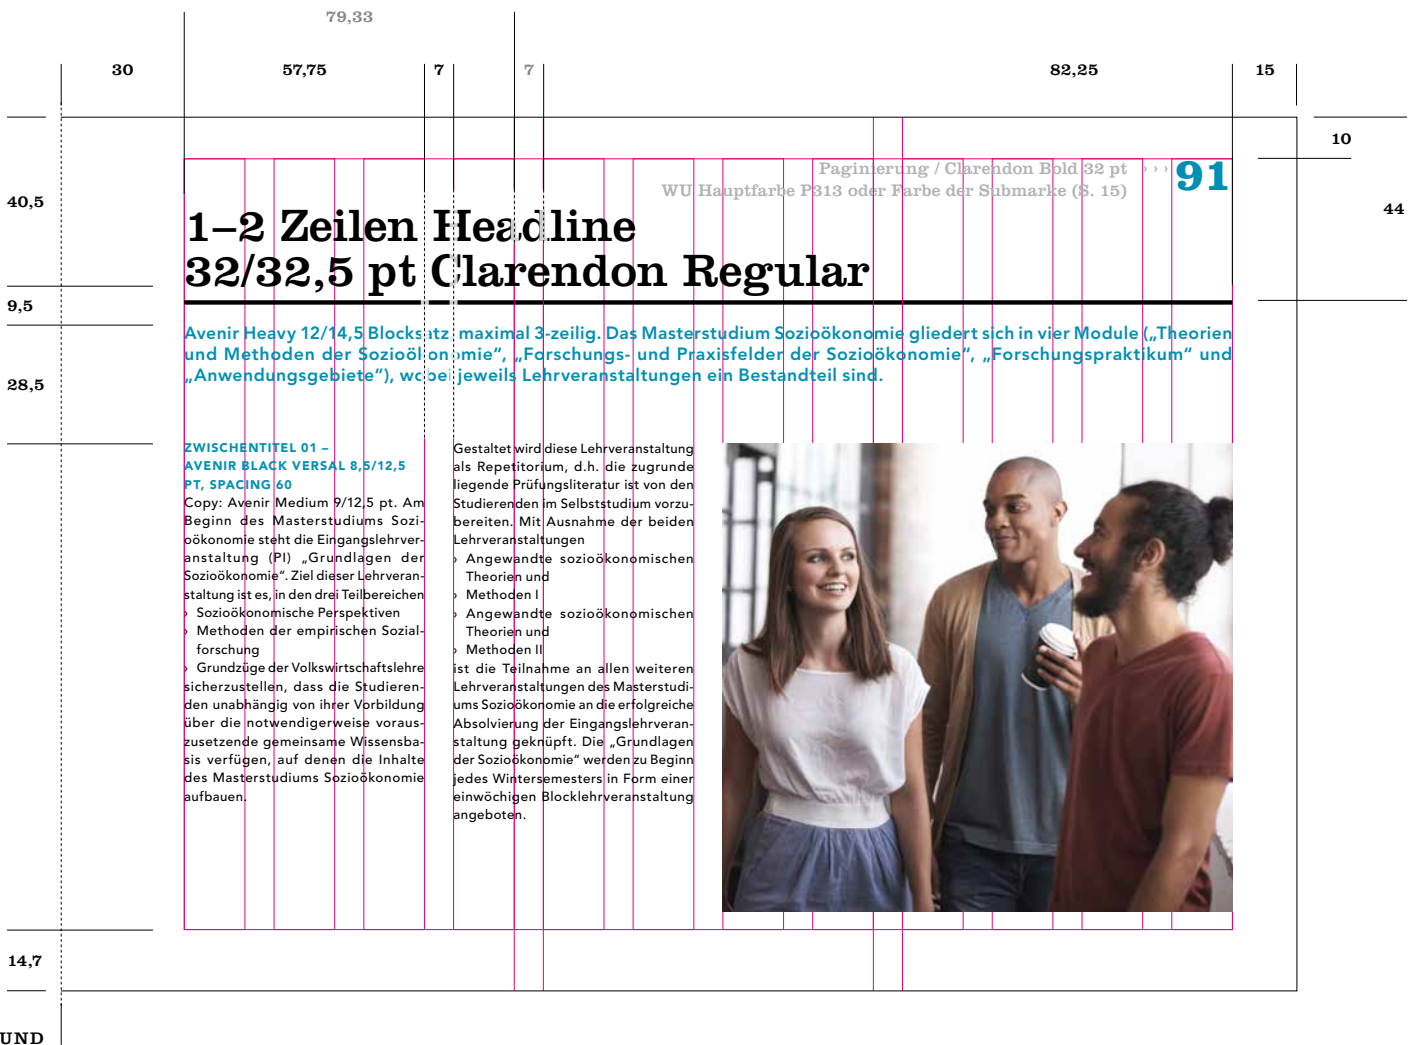 79,33
30
57,75
7
7
82,25
15
10
40,5
44
9,5
28,5
14,7
UND
Paginierung / Clarendon Bold 32 pt › › ›
WU Hauptfarbe P313 oder Farbe der Submarke (S. 15)
91
1–2 Zeilen Headline
32/32,5 pt Clarendon Regular
Avenir Heavy 12/14,5 Blocksatz maximal 3-zeilig. Das Masterstudium Sozioökonomie gliedert sich in vier Module („Theorien
und Methoden der Sozioökonomie“, „Forschungs- und Praxisfelder der Sozioökonomie“, „Forschungspraktikum“ und
„Anwendungsgebiete“), wobei jeweils Lehrveranstaltungen ein Bestandteil sind.
ZWISCHENTITEL 01 –
AVENIR BLACK VERSAL 8,5/12,5
PT, SPACING 60
Copy: Avenir Medium 9/12,5 pt. Am
Beginn des Masterstudiums Sozi-
oökonomie steht die Eingangslehrver-
anstaltung (PI) „Grundlagen der
Sozioökonomie“. Ziel dieser Lehrveran-
staltung ist es, in den drei Teilbereichen
› Sozioökonomische Perspektiven
› Methoden der empirischen Sozial-
forschung
› Grundzüge der Volkswirtschaftslehre
sicherzustellen, dass die Studieren-
den unabhängig von ihrer Vorbildung
über die notwendigerweise voraus-
zusetzende gemeinsame Wissensba-
sis verfügen, auf denen die Inhalte
des Masterstudiums Sozioökonomie
aufbauen.
Gestaltet wird diese Lehrveranstaltung
als Repetitorium, d.h. die zugrunde
liegende Prüfungsliteratur ist von den
Studierenden im Selbststudium vorzu-
bereiten. Mit Ausnahme der beiden
Lehrveranstaltungen
› Angewandte sozioökonomischen
Theorien und
› Methoden I
› Angewandte sozioökonomischen
Theorien und
› Methoden II
ist die Teilnahme an allen weiteren
Lehrveranstaltungen des Masterstudi-
ums Sozioökonomie an die erfolgreiche
Absolvierung der Eingangslehrveran-
staltung geknüpft. Die „Grundlagen
der Sozioökonomie“ werden zu Beginn
jedes Wintersemesters in Form einer
einwöchigen Blocklehrveranstaltung
angeboten.